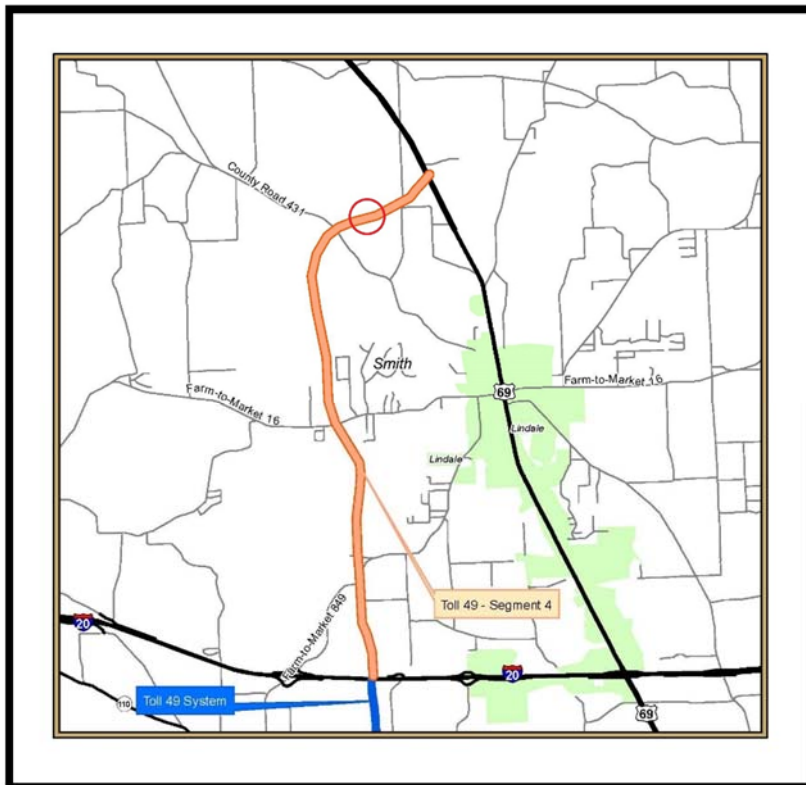 County Road 431
Smith
Farm-to-Market 16
69
Farm-to-Market 16
Lindale
Lindale
Toll 49 - Segment 4
Farm-to-Market 849
20
20
Toll 49 System
110
69